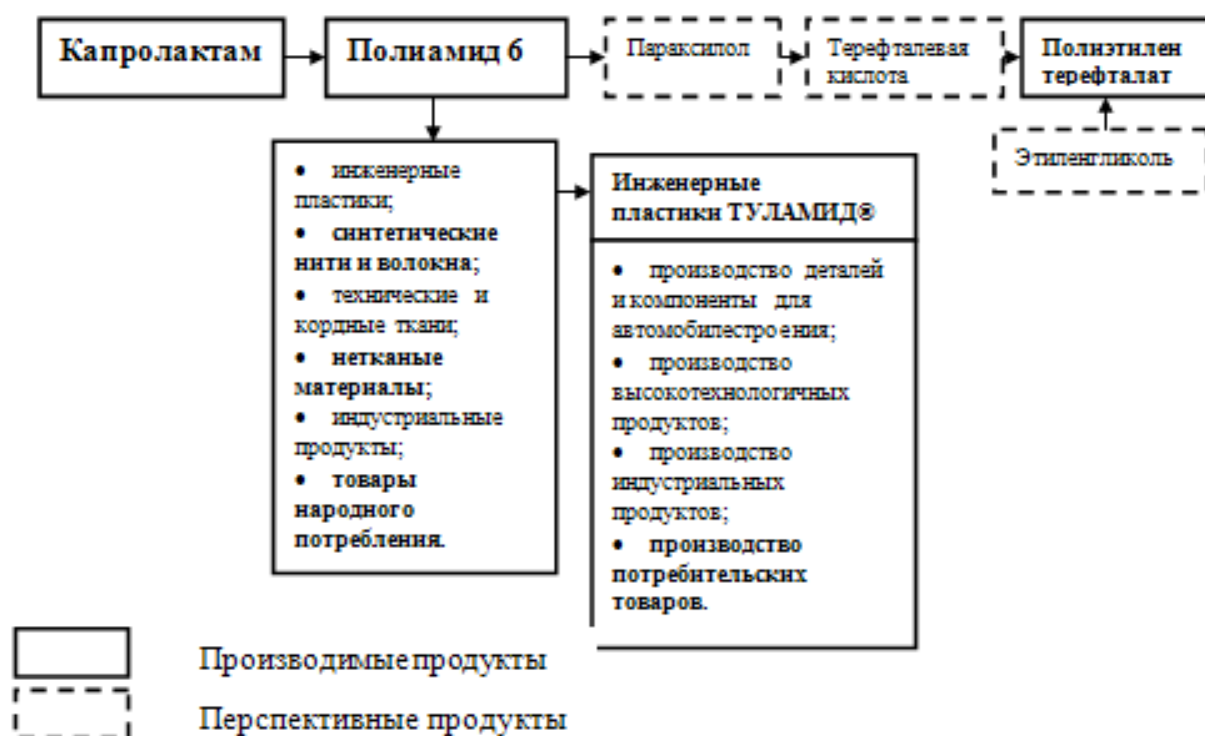 Капролактам
Полиамид 6
Параксилол
Терефталевая
кислота
Полиэтилен
терефталат
Этиленгликоль
• инженерные
пластики;
• синтетические
нити и волокна;
• технические и
кордные ткани;
• нетканые
материалы;
• индустриальные
продукты;
• товары
народного
потребления.
Инженерные
пластики ТУЛАМИД®
• производство деталей
и компоненты для
автомобилестроения;
• производство
высокотехнологичных
продуктов;
• производство
индустриальных
продуктов;
• производство
потребительских
товаров.
Производимые продукты
Перспективные продукты